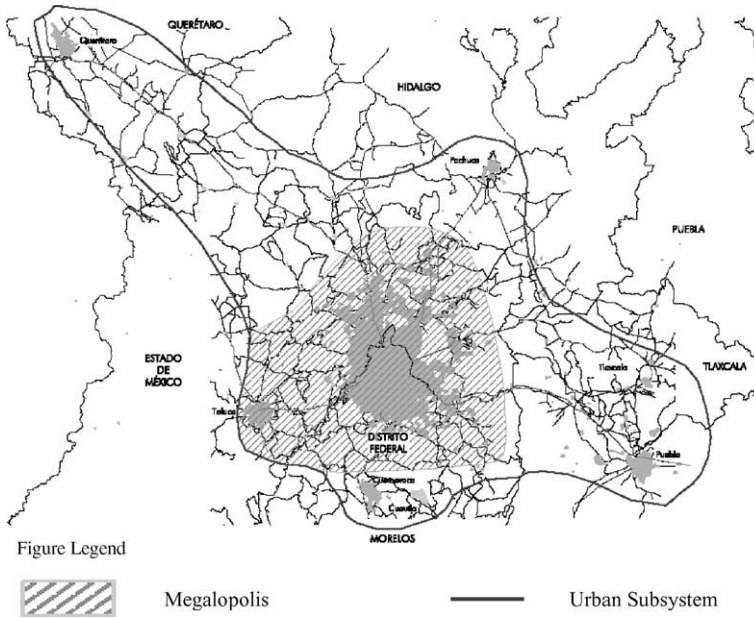 QUERÉTARO
Querétaro
HIDALGO
Pachuca
PUEBLA
ESTADO
DE
MÉXICO
Tlaxcala
TLAXCALA
Toluca
DISTRITO
FEDERAL
Puebla
Cuernavaca
Cuautla
MORELOS
Figure Legend
Megalopolis
Urban Subsystem